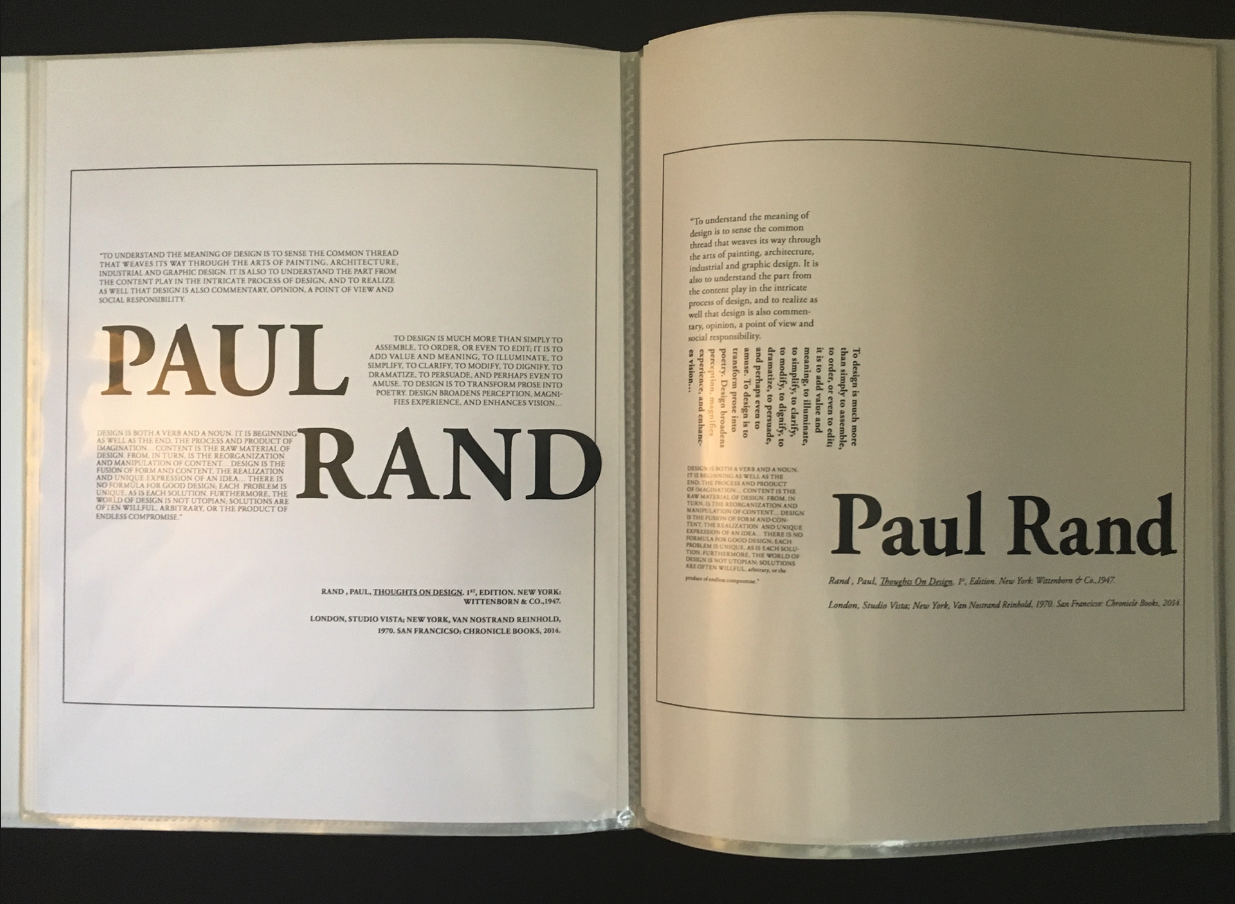 "TO UNDERSTAND THE MEANING OF DESIGN IS TO SENSE THE COMMON THREAD
THAT WEAVES ITS WAY THROUGH THE ARTS OF PAINTING, ARCHITECTURE,
INDUSTRIAL AND GRAPHIC DESIGN. IT IS ALSO TO UNDERSTAND THE PART FROM
THE CONTENT PLAY IN THE INTRICATE PROCESS OF DESIGN, AND TO REALIZE
AS WELL THAT DESIGN IS ALSO COMMENTARY, OPINION, A POINT OF VIEW AND
SOCIAL RESPONSIBILITY.
PAUL
TO DESIGN IS MUCH MORE THAN SIMPLY TO
ASSEMBLE, TO ORDER, OR EVEN TO EDIT; IT IS TO
ADD VALUE AND MEANING, TO ILLUMINATE, TO
SIMPLIFY, TO CLARIFY, TO MODIFY, TO DIGNIFY, TO
DRAMATIZE, TO PERSUADE, AND PERHAPS EVEN TO
AMUSE. TO DESIGN IS TO TRANSFORM PROSE INTO
POETRY. DESIGN BROADENS PERCEPTION, MAGNI-
FIES EXPERIENCE, AND ENHANCES VISION...
DESIGN IS BOTH A VERB AND A NOUN. IT IS BEGINNING
AS WELL AS THE END, THE PROCESS AND PRODUCT OF
IMAGINATION... CONTENT IS THE RAW MATERIAL OF
DESIGN. FROM, IN TURN, IS THE REORGANIZATION
AND MANIPULATION OF CONTENT... DESIGN IS THE
FUSION OF FORM AND CONTENT, THE REALIZATION
AND UNIQUE EXPRESSION OF AN IDEA... THERE IS
NO FORMULA FOR GOOD DESIGN; EACH PROBLEM IS
UNIQUE, AS IS EACH SOLUTION. FURTHERMORE, THE
WORLD OF DESIGN IS NOT UTOPIAN; SOLUTIONS ARE
OFTEN WILLFUL, ARBITRARY, OR THE PRODUCT OF
ENDLESS COMPROMISE."
RAND
RAND , PAUL, THOUGHTS ON DESIGN. 1ST, EDITION. NEW YORK:
WITTENBORN & CO.,1947.
LONDON, STUDIO VISTA; NEW YORK, VAN NOSTRAND REINHOLD,
1970. SAN FRANCICSO: CHRONICLE BOOKS, 2014.
"To understand the meaning of
design is to sense the common
thread that weaves its way through
the arts of painting, architecture,
industrial and graphic design. It is
also to understand the part from
the content play in the intricate
process of design, and to realize as
well that design is also commen-
tary, opinion, a point of view and
social responsibility.
To design is much more
than simply to assemble,
to order, or even to edit;
it is to add value and
meaning, to illuminate,
to simplify, to clarify,
to modify, to dignify, to
dramatize, to persuade,
and perhaps even to
amuse. To design is to
transform prose into
poetry. Design broadens
perception, magnifies
experience, and enhanc-
es vision...
DESIGN IS BOTH A VERB AND A NOUN.
IT IS BEGINNING AS WELL AS THE
END, THE PROCESS AND PRODUCT
OF IMAGINATION... CONTENT IS THE
RAW MATERIAL OF DESIGN. FROM, IN
TURN, IS THE REORGANIZATION AND
MANIPULATION OF CONTENT... DESIGN
IS THE FUSION OF FORM AND CON-
TENT, THE REALIZATION AND UNIQUE
EXPRESSION OF AN IDEA... THERE IS NO
FORMULA FOR GOOD DESIGN; EACH
PROBLEM IS UNIQUE, AS IS EACH SOLU-
TION. FURTHERMORE, THE WORLD OF
DESIGN IS NOT UTOPIAN; SOLUTIONS
ARE OFTEN WILLFUL, arbitrary, or the
product of endless compromise."
Paul Rand
Rand , Paul, Thoughts On Design. 1st, Edition. New York: Wittenborn & Co.,1947.
London, Studio Vista; New York, Van Nostrand Reinhold, 1970. San Francicso: Chronicle Books, 2014